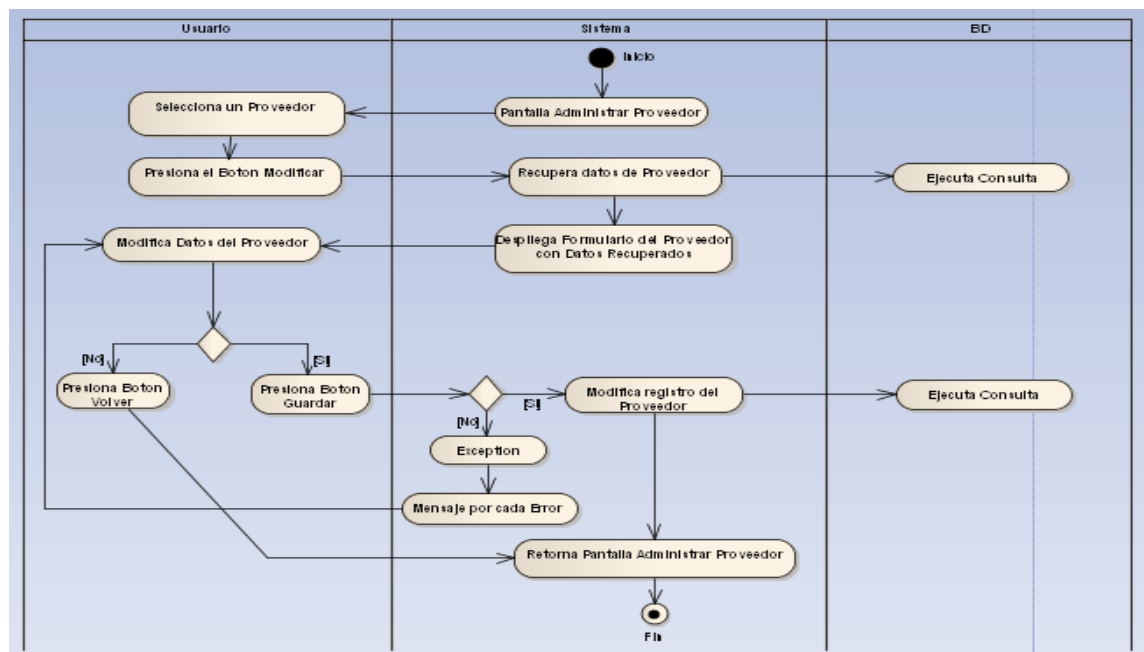 Usuario
Sistema
BD
Inicio
Pantalla Administrar Proveedor
Selecciona un Proveedor
Presiona el Boton Modificar
Recupera datos de Proveedor
Ejecuta Consulta
Despliega Formulario del Proveedor
con Datos Recuperados
Modifica Datos del Proveedor
[No]
[Si]
Presiona Boton
Volver
Presiona Boton
Guardar
[Si]
[No]
Modifica registro del
Proveedor
Ejecuta Consulta
Exception
Mensaje por cada Error
Retorna Pantalla Administrar Proveedor
Fin